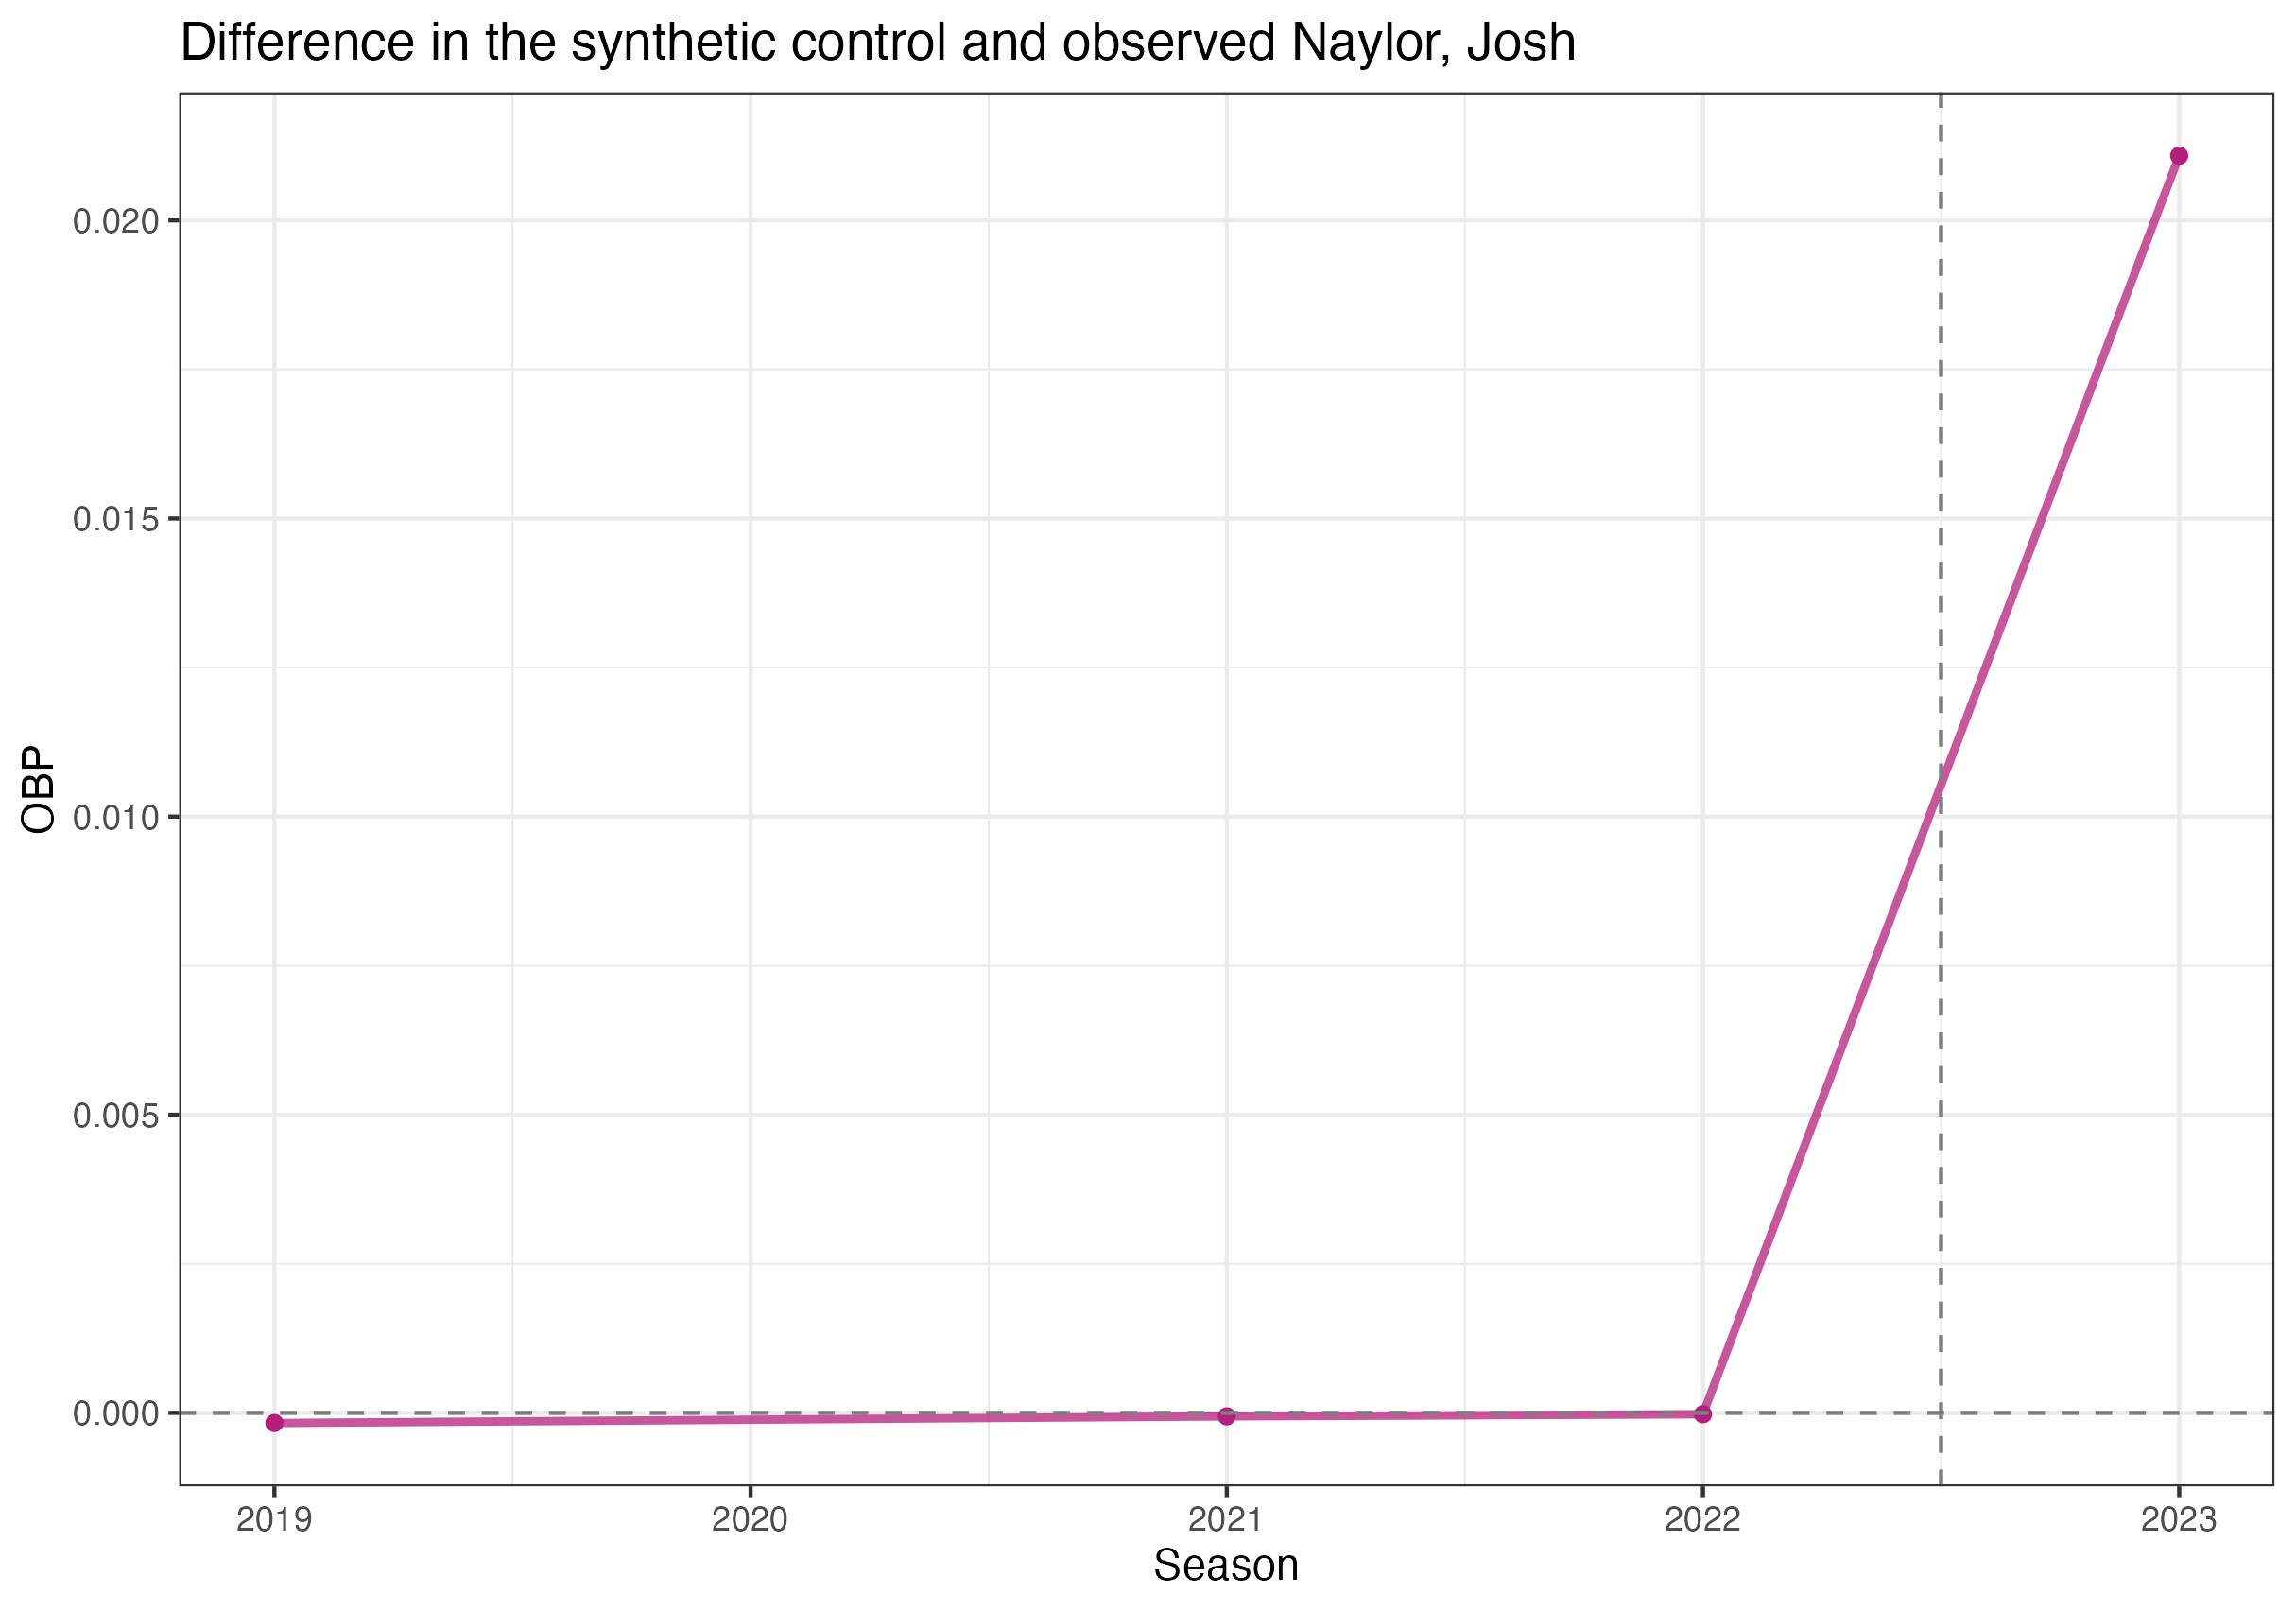 Difference in the synthetic control and observed Naylor, Josh
OBP
0.020
0.015
0.010
0.005
0.000
2019 2020 2021 2022 2023
Season